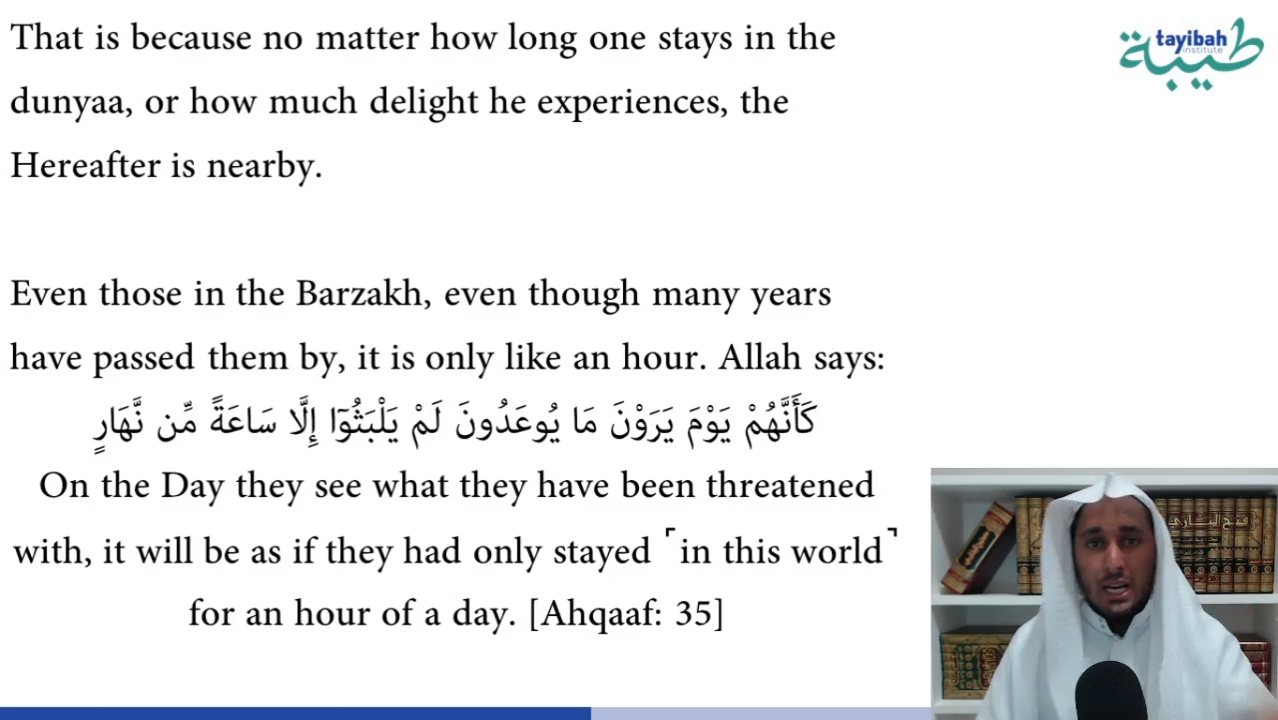 That is because no matter how long one stays in the
dunyaa, or how much delight he experiences, the
Hereafter is nearby.
طيبة
tayibah
institute
Even those in the Barzakh, even though many years
have passed them by, it is only like an hour. Allah says:
كَأَنَّهُمْ يَوْمَ يَرَوْنَ مَا يُوعَدُونَ لَمْ يَلْبَثُوٓا إِلَّا سَاعَةً مِّن نَّهَارٍ
On the Day they see what they have been threatened
with, it will be as if they had only stayed ⌜in this world⌝
for an hour of a day. [Ahqaaf: 35]
فتح الباري